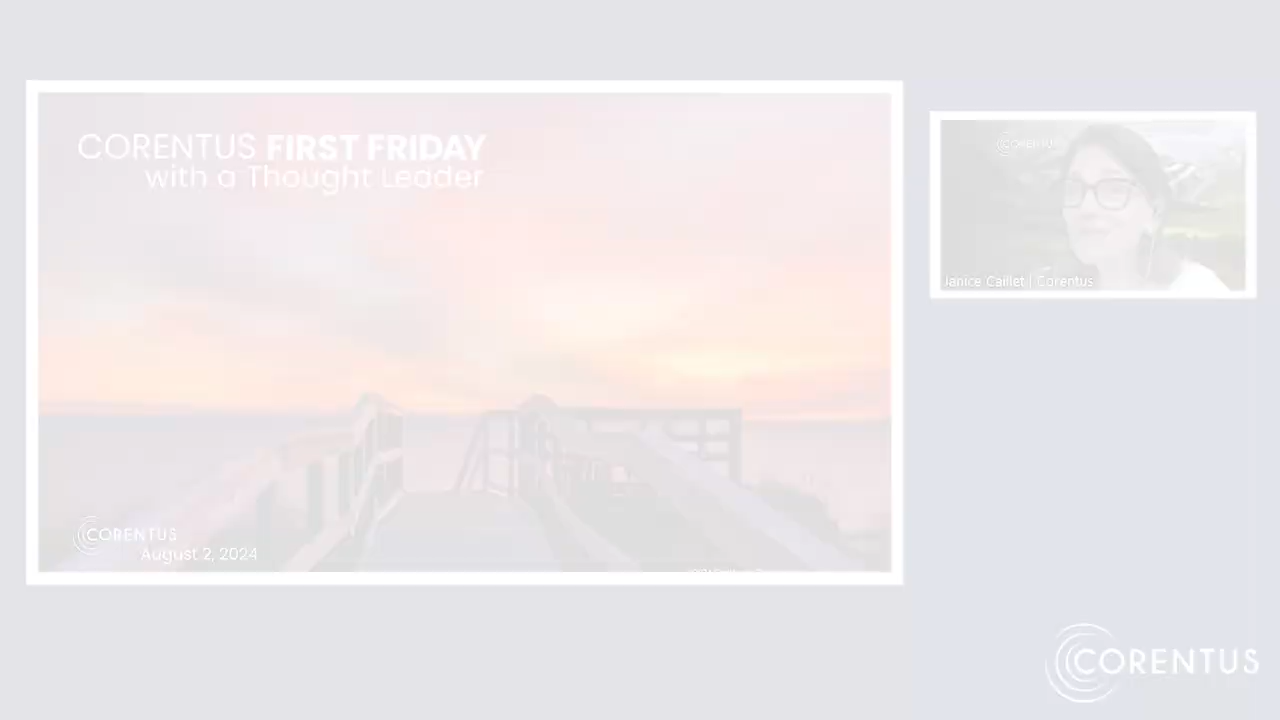 CORENTUS FIRST FRIDAY
with a Thought Leader
CORENTUS
August 2, 2024
CORENTUS
Janice Caillet | Corentus
CORENTUS